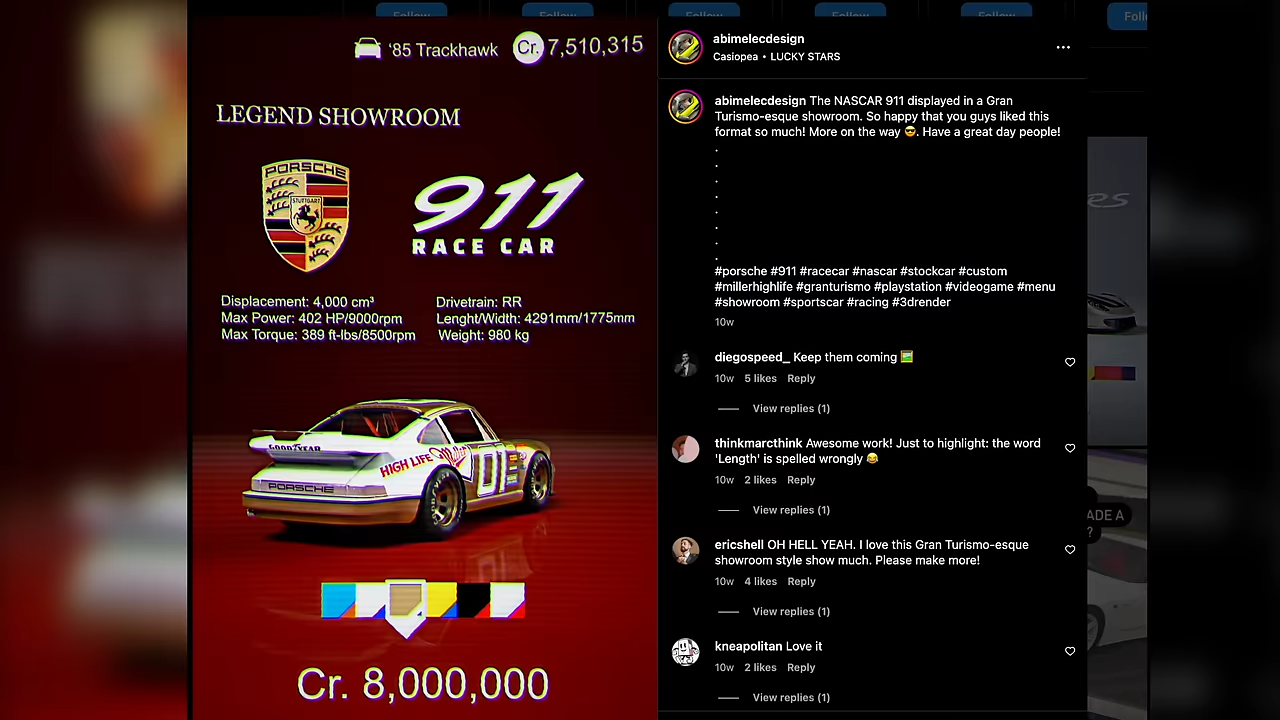 Follow
Follow
Follow
Follow
Follow
'85 Trackhawk Cr. 7,510,315
LEGEND SHOWROOM
PORSCHE
STUTTGART
911
RACE CAR
Displacement: 4,000 cm³
Max Power: 402 HP/9000rpm
Max Torque: 389 ft-lbs/8500rpm
Drivetrain: RR
Lenght/Width: 4291mm/1775mm
Weight: 980 kg
GOODYEAR
HIGH LIFE Miller
PORSCHE
Cr. 8,000,000
abimelecdesign
Casiopea • LUCKY STARS
abimelecdesign The NASCAR 911 displayed in a Gran
Turismo-esque showroom. So happy that you guys liked this
format so much! More on the way 😎. Have a great day people!
.
.
.
.
.
.
.
.
#porsche #911 #racecar #nascar #stockcar #custom
#millerhighlife #granturismo #playstation #videogame #menu
#showroom #sportscar #racing #3drender
10w
diegospeed_ Keep them coming
10w 5 likes Reply
View replies (1)
thinkmarcthink Awesome work! Just to highlight: the word
'Length' is spelled wrongly 😂
10w 2 likes Reply
View replies (1)
ericshell OH HELL YEAH. I love this Gran Turismo-esque
showroom style show much. Please make more!
10w 4 likes Reply
View replies (1)
kneapolitan Love it
10w 2 likes Reply
View replies (1)
ADE A
?